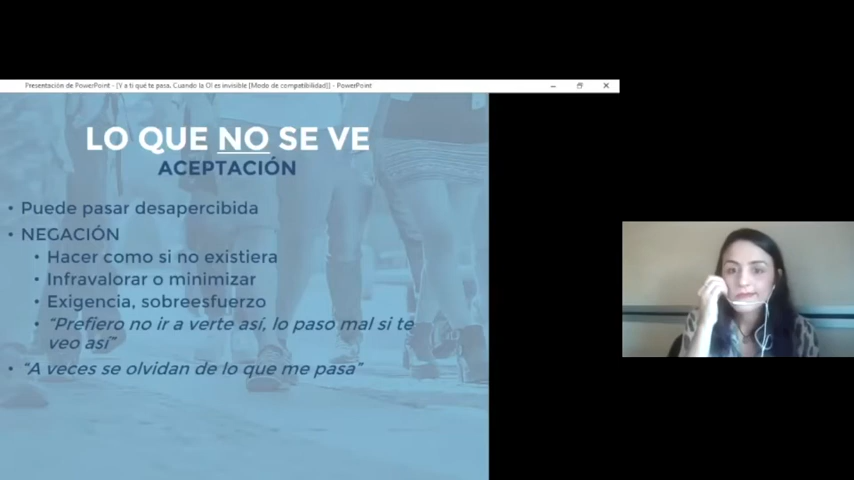 Presentación de PowerPoint - [Y a ti qué te pasa. Cuando la OI es invisible [Modo de compatibilidad]] - PowerPoint
LO QUE NO SE VE
ACEPTACIÓN
• Puede pasar desapercibida
• NEGACIÓN
• Hacer como si no existiera
• Infravalorar o minimizar
• Exigencia, sobreesfuerzo
• “Prefiero no ir a verte así, lo paso mal si te
veo así”
• “A veces se olvidan de lo que me pasa”